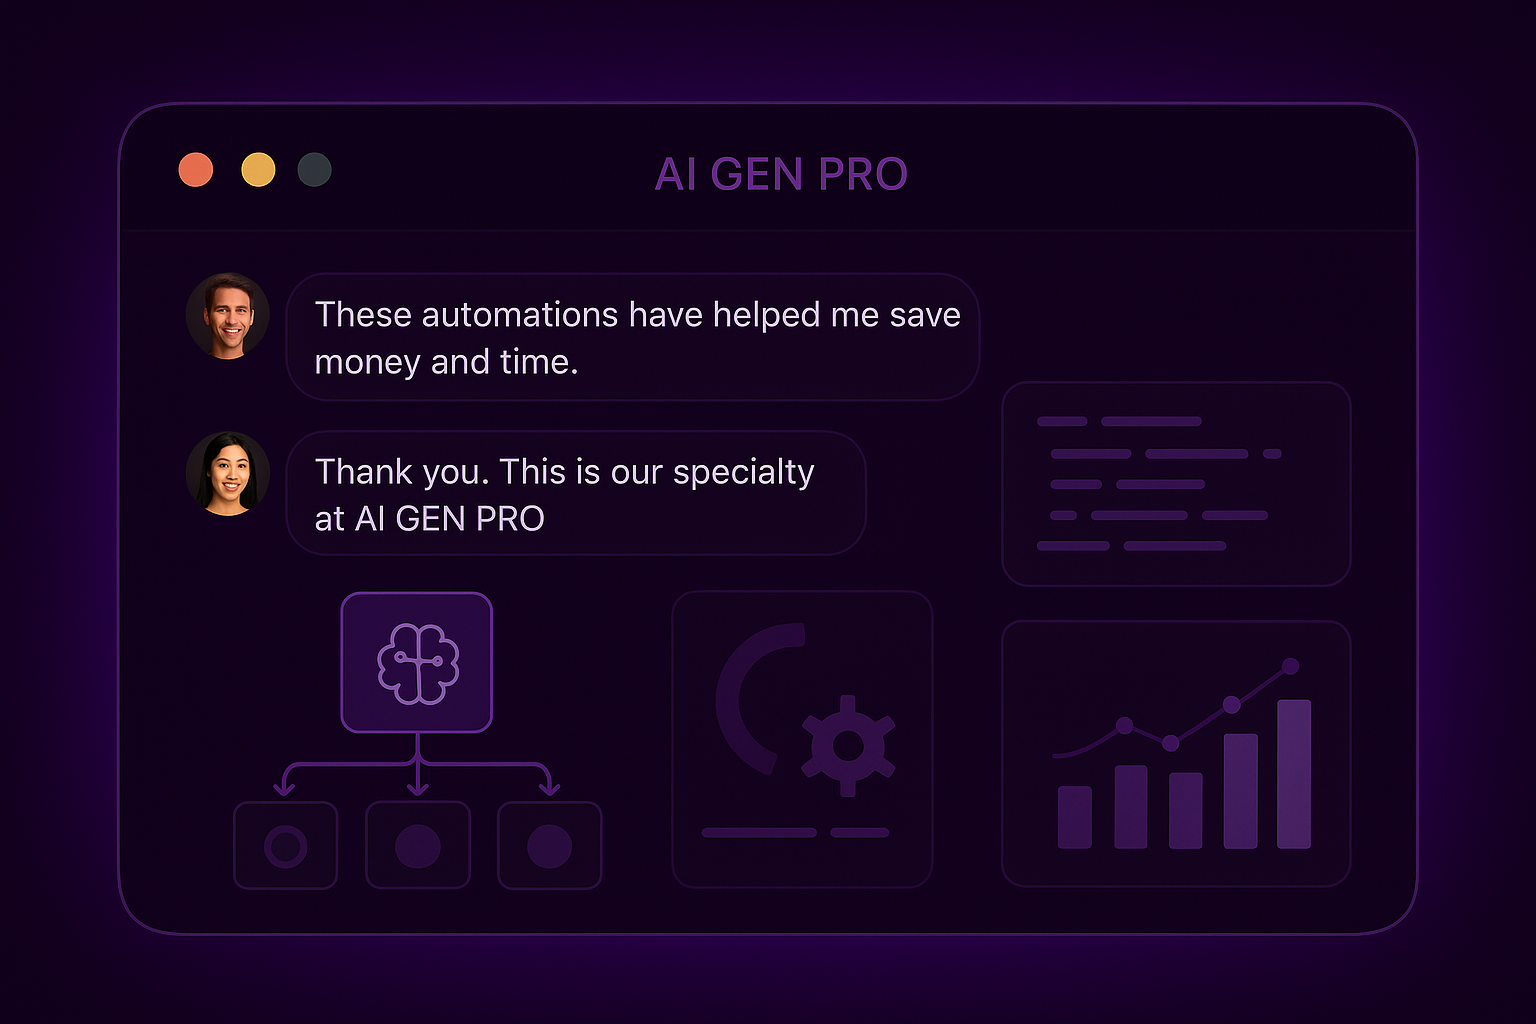 AI GEN PRO
These automations have helped me save
money and time.
Thank you. This is our specialty
at AI GEN PRO